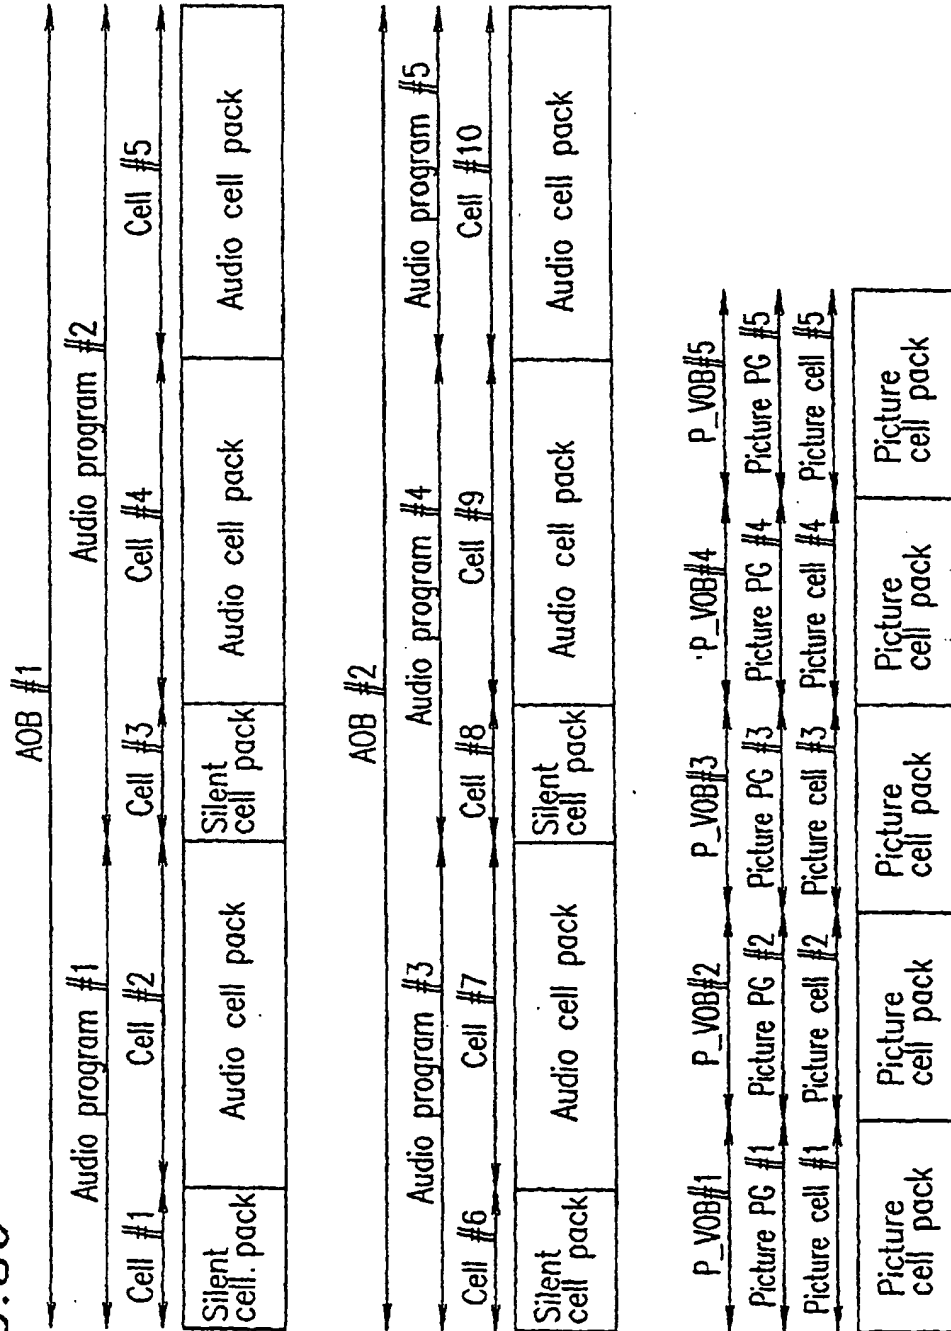 AOB #1
Audio program #1
Audio program #2
Cell #1
Cell #2
Cell #3
Cell #4
Cell #5
Silent
cell. pack
Audio cell pack
Silent
cell pack
Audio cell pack
Audio cell pack
AOB #2
Audio program #3
Audio program #4
Audio program #5
Cell #6
Cell #7
Cell #8
Cell #9
Cell #10
Silent
cell pack
Audio cell pack
Silent
cell pack
Audio cell pack
Audio cell pack
P_VOB#1
P_VOB#2
P_VOB#3
P_VOB#4
P_VOB#5
Picture PG #1
Picture PG #2
Picture PG #3
Picture PG #4
Picture PG #5
Picture cell #1
Picture cell #2
Picture cell #3
Picture cell #4
Picture cell #5
Picture
cell pack
Picture
cell pack
Picture
cell pack
Picture
cell pack
Picture
cell pack